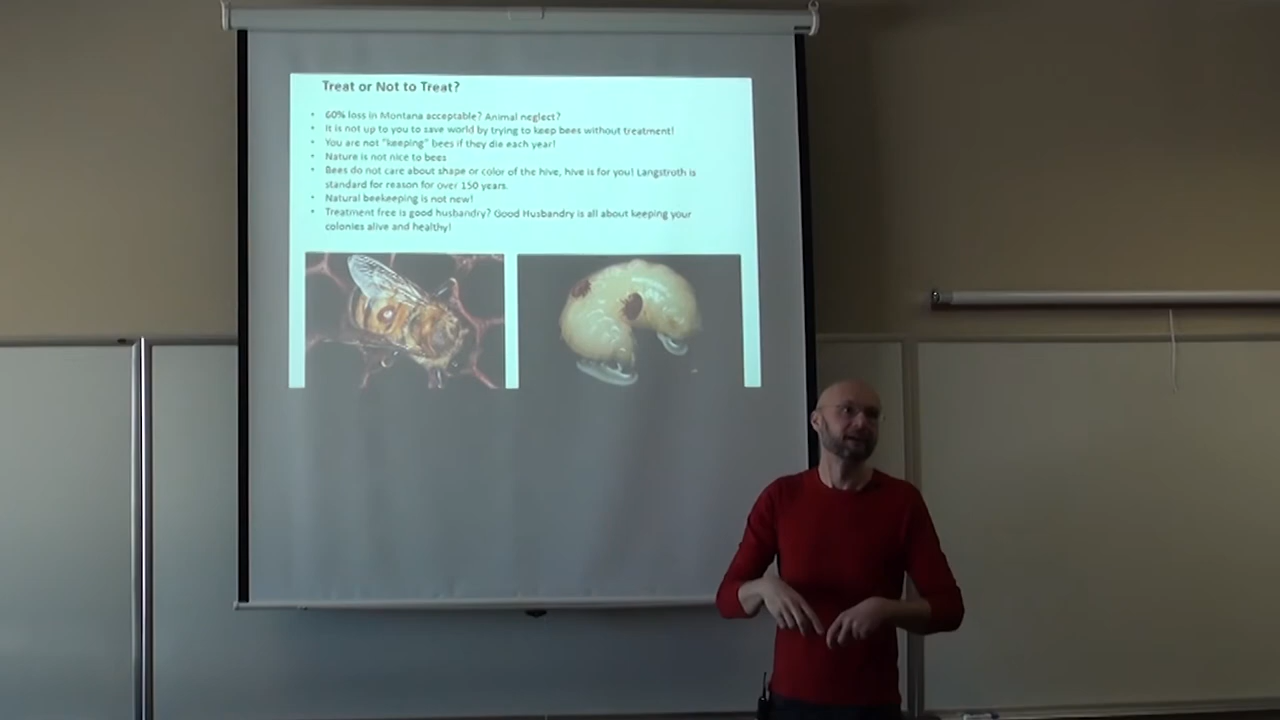 Treat or Not to Treat?
• 60% loss in Montana acceptable? Animal neglect?
• It is not up to you to save world by trying to keep bees without treatment!
• You are not "keeping" bees if they die each year!
• Nature is not nice to bees
• Bees do not care about shape or color of the hive, hive is for you! Langstroth is
standard for reason for over 150 years.
• Natural beekeeping is not new!
• Treatment free is good husbandry? Good Husbandry is all about keeping your
colonies alive and healthy!